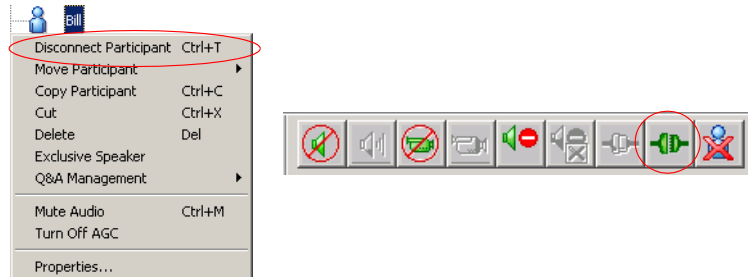 Bill
Disconnect Participant Ctrl+T
Move Participant
Copy Participant Ctrl+C
Cut Ctrl+X
Delete Del
Exclusive Speaker
Q&A Management
Mute Audio Ctrl+M
Turn Off AGC
Properties...